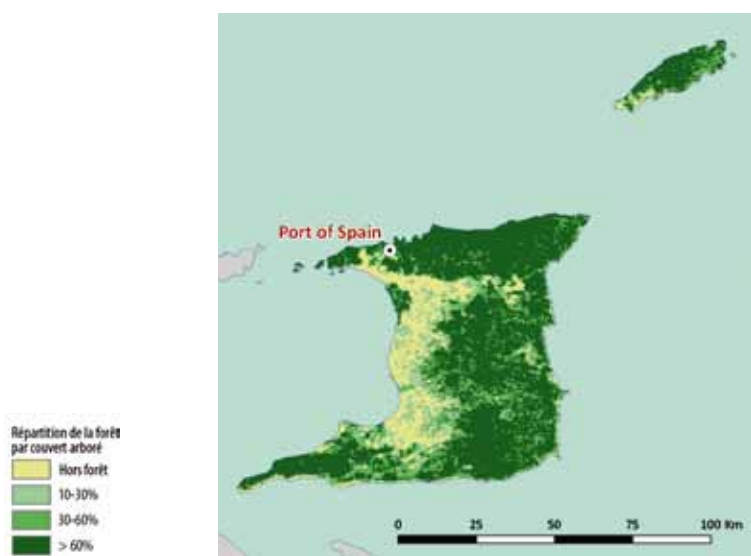 Port of Spain
Répartition de la forêt
par couvert arboré
Hors forêt
10-30%
30-60%
> 60%
0 25 50 75 100 Km